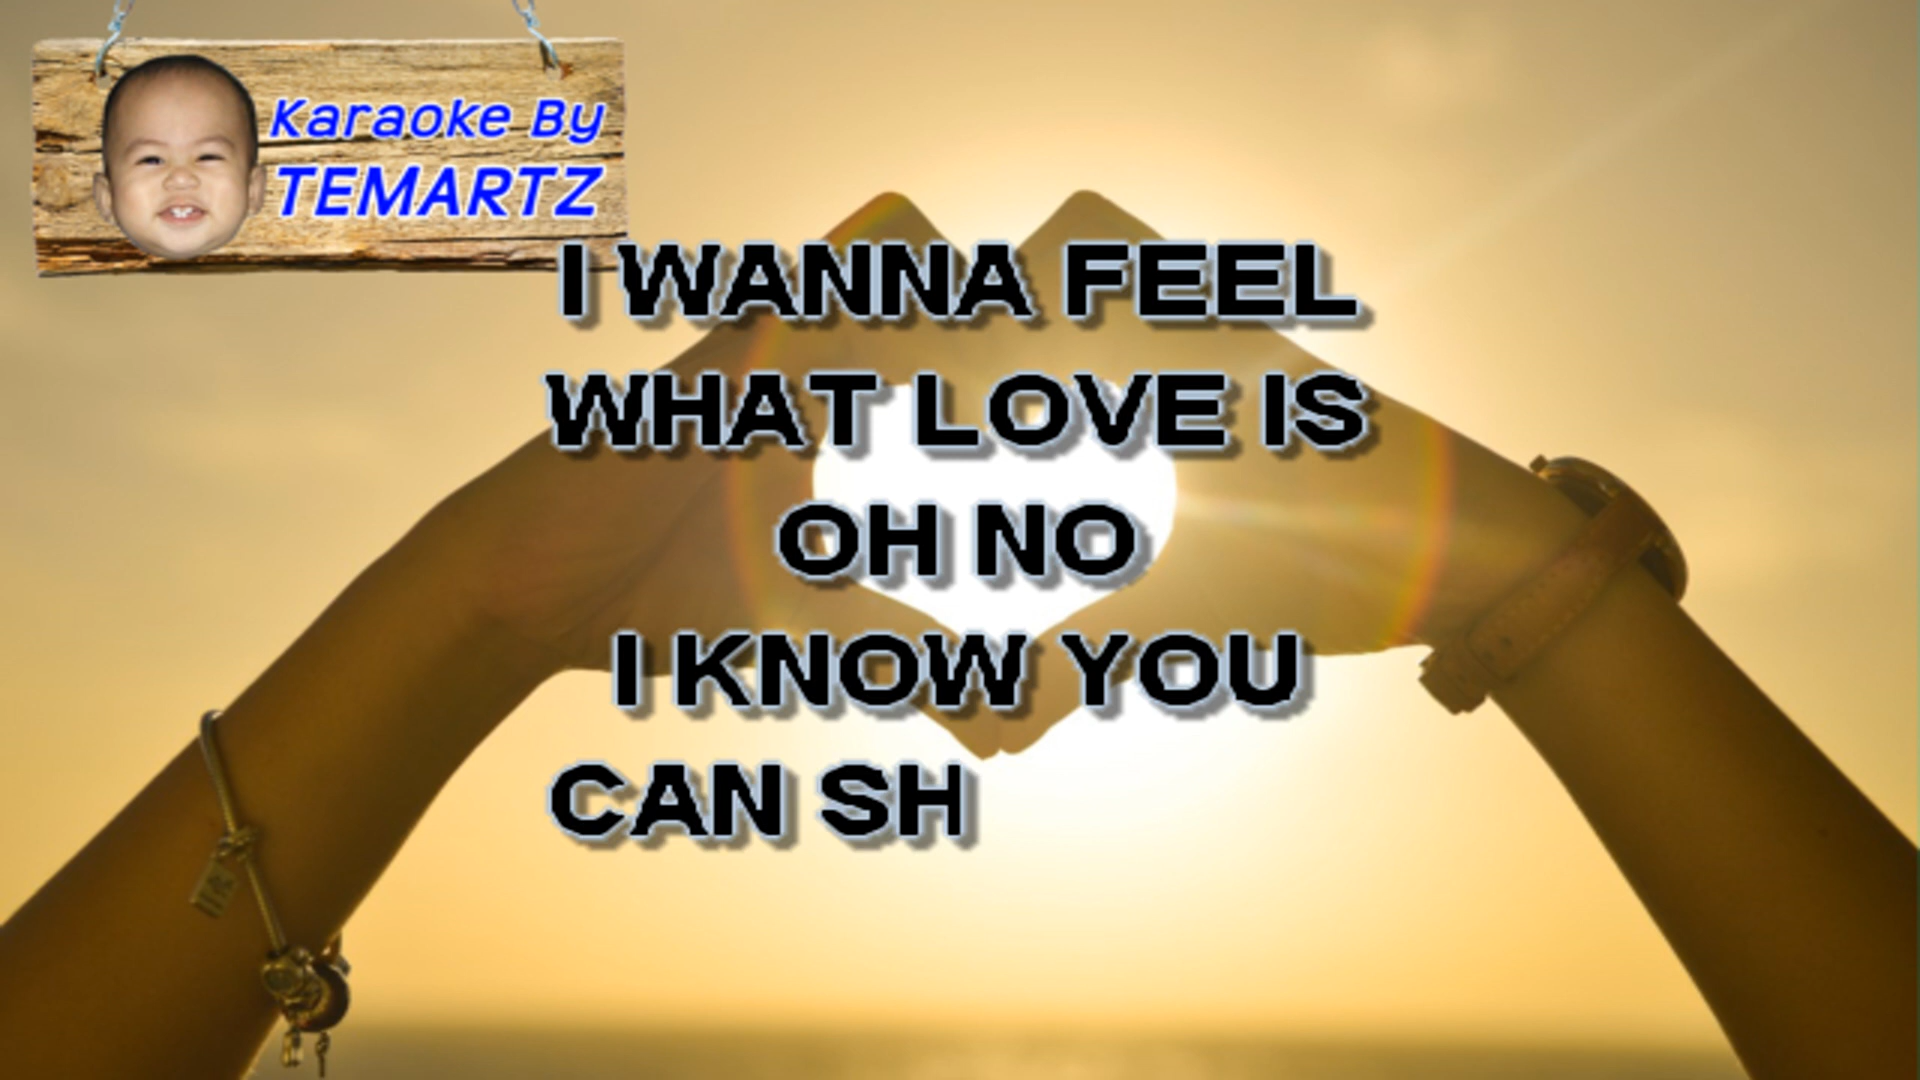 Karaoke By
TEMARTZ
I WANNA FEEL
WHAT LOVE IS
OH NO
I KNOW YOU
CAN SH